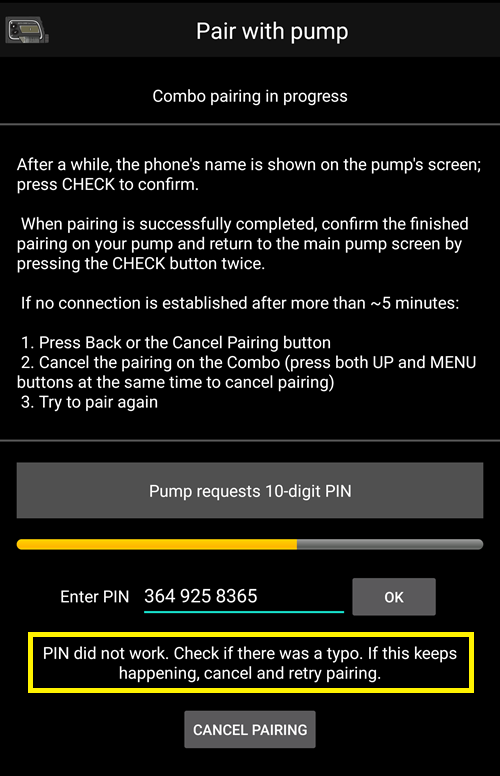 Pair with pump
Combo pairing in progress
After a while, the phone's name is shown on the pump's screen;
press CHECK to confirm.
When pairing is successfully completed, confirm the finished
pairing on your pump and return to the main pump screen by
pressing the CHECK button twice.
If no connection is established after more than ~5 minutes:
1. Press Back or the Cancel Pairing button
2. Cancel the pairing on the Combo (press both UP and MENU
buttons at the same time to cancel pairing)
3. Try to pair again
Pump requests 10-digit PIN
Enter PIN 364 925 8365 OK
PIN did not work. Check if there was a typo. If this keeps
happening, cancel and retry pairing.
CANCEL PAIRING